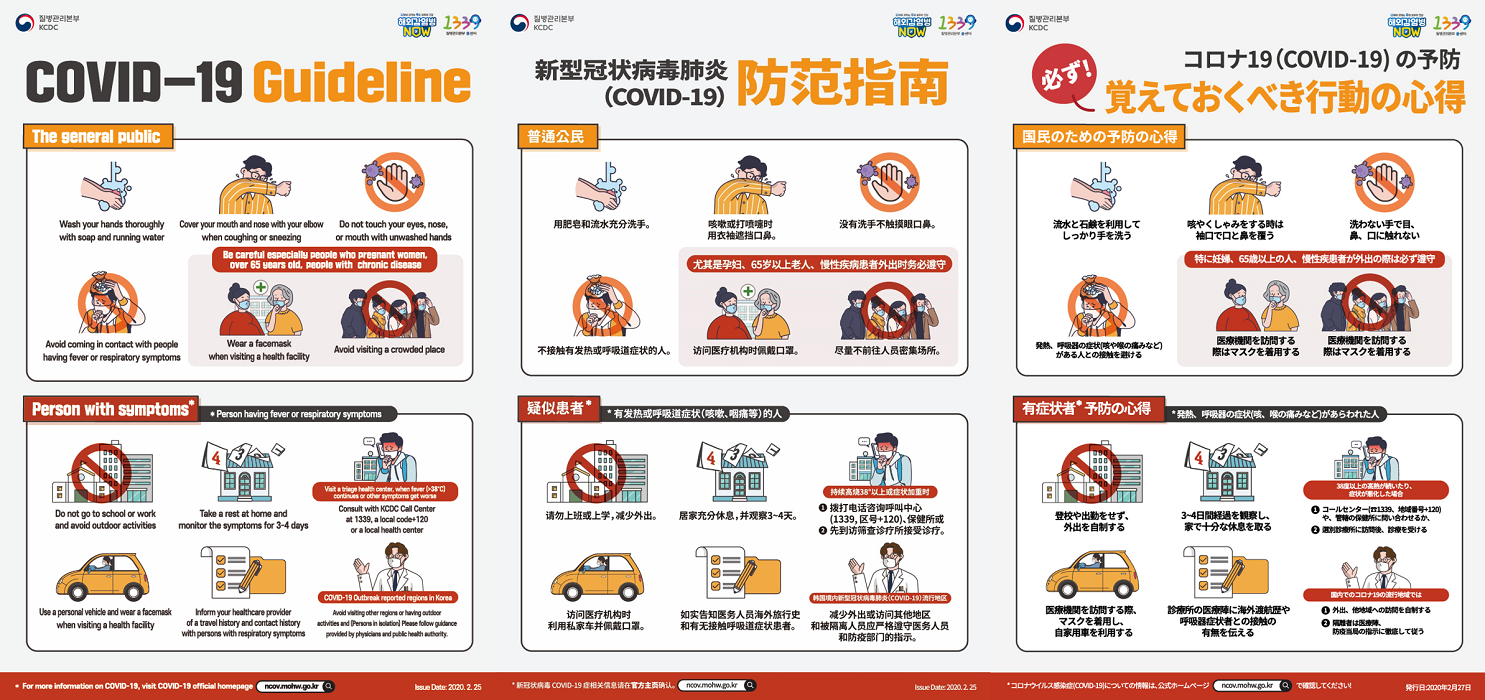 질병관리본부
KCDC
해외감염병
NOW
1339
질병관리본부 콜센터
COVID-19 Guideline
The general public
Wash your hands thoroughly
with soap and running water
Cover your mouth and nose with your elbow
when coughing or sneezing
Do not touch your eyes, nose,
or mouth with unwashed hands
Be careful especially people who pregnant women,
over 65 years old, people with chronic disease
Avoid coming in contact with people
having fever or respiratory symptoms
Wear a facemask
when visiting a health facility
Avoid visiting a crowded place
Person with symptoms*
* Person having fever or respiratory symptoms
Do not go to school or work
and avoid outdoor activities
4
3
Take a rest at home and
monitor the symptoms for 3-4 days
Visit a triage health center, when fever (>38°C)
continues or other symptoms get worse
Consult with KCDC Call Center
at 1339, a local code+120
or a local health center
Use a personal vehicle and wear a facemask
when visiting a health facility
Inform your healthcare provider
of a travel history and contact history
with persons with respiratory symptoms
COVID-19 Outbreak reported regions in Korea
Avoid visiting other regions or having outdoor
activities and (Persons in isolation) Please follow guidance
provided by physicians and public health authority.
* For more information on COVID-19, visit COVID-19 official homepage
ncov.mohw.go.kr
Issue Date: 2020. 2. 25
질병관리본부
KCDC
해외감염병
NOW
1339
질병관리본부 콜센터
新型冠状病毒肺炎
(COVID-19)
防范指南
普通公民
用肥皂和流水充分洗手。
咳嗽或打喷嚏时
用衣袖遮挡口鼻。
没有洗手不触摸眼口鼻。
尤其是孕妇、65岁以上老人、慢性疾病患者外出时务必遵守
不接触有发热或呼吸道症状的人。
访问医疗机构时佩戴口罩。
尽量不前往人员密集场所。
疑似患者*
* 有发热或呼吸道症状(咳嗽、咽痛等)的人
请勿上班或上学，减少外出。
4
3
居家充分休息，并观察3~4天。
持续高烧38°以上或症状加重时
❶ 拨打电话咨询呼叫中心
(1339, 区号+120)、保健所或
❷ 先到访筛查诊疗所接受诊疗。
访问医疗机构时
利用私家车并佩戴口罩。
如实告知医务人员海外旅行史
和有无接触呼吸道症状患者。
韩国境内新型冠状病毒肺炎(COVID-19)流行地区
减少外出或访问其他地区
和被隔离人员应严格遵守医务人员
和防疫部门的指示。
* 新冠状病毒 COVID-19 症相关信息请在官方主页确认。
ncov.mohw.go.kr
Issue Date: 2020. 2. 25
질병관리본부
KCDC
해외감염병
NOW
1339
질병관리본부 콜센터
必ず!
コロナ19(COVID-19) の予防
覚えておくべき行動の心得
国民のための予防の心得
流水と石鹸を利用して
しっかり手を洗う
咳やくしゃみをする時は
袖口で口と鼻を覆う
洗わない手で目、
鼻、口に触れない
特に妊婦、65歳以上の人、慢性疾患者が外出の際は必ず遵守
発熱、呼吸器の症状(咳や喉の痛みなど)
がある人との接触を避ける
医療機関を訪問する
際はマスクを着用する
医療機関を訪問する
際はマスクを着用する
有症状者* 予防の心得
* 発熱、呼吸器の症状(咳、喉の痛みなど)があらわれた人
登校や出勤をせず、
外出を自制する
4
3
3~4日間経過を観察し、
家で十分な休息を取る
38度以上の高熱が続いたり、
症状が悪化した場合
❶ コールセンター(☎1339、地域番号+120)
や、管轄の保健所に問い合わせるか、
❷ 選別診療所に訪問後、診療を受ける
医療機関を訪問する際、
マスクを着用し、
自家用車を利用する
診療所の医療陣に海外渡航歴や
呼吸器症状者との接触の
有無を伝える
国内でのコロナ19の流行地域では
❶ 外出、他地域への訪問を自制する
❷ 隔離者は医療陣、
防疫当局の指示に徹底して従う
* コロナウイルス感染症(COVID-19)についての情報は、公式ホームページ
ncov.mohw.go.kr
で確認してください!
発行日:2020年2月27日